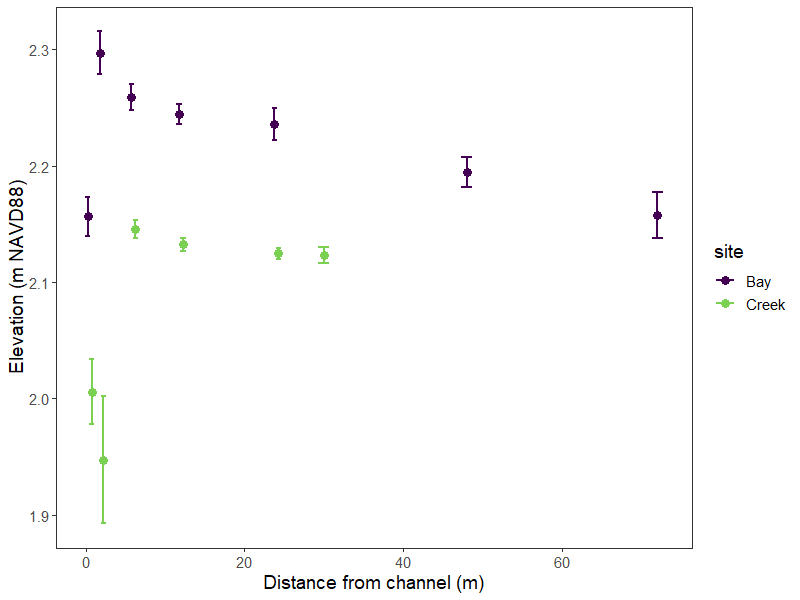 2.3
2.2
2.1
2.0
1.9
Elevation (m NAVD88)
0
20
40
60
Distance from channel (m)
site
Bay
Creek